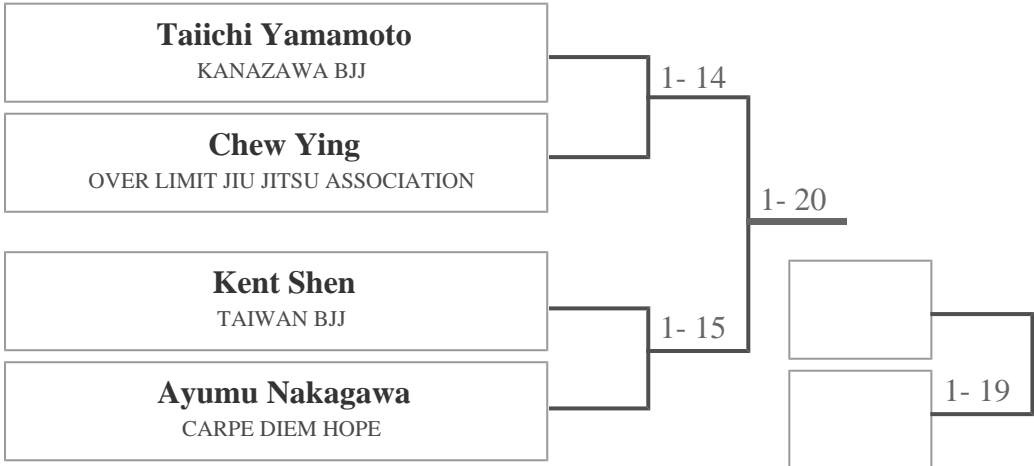 Taiichi Yamamoto
KANAZAWA BJJ
1- 14
Chew Ying
OVER LIMIT JIU JITSU ASSOCIATION
1- 20
Kent Shen
TAIWAN BJJ
1- 15
Ayumu Nakagawa
CARPE DIEM HOPE
1- 19